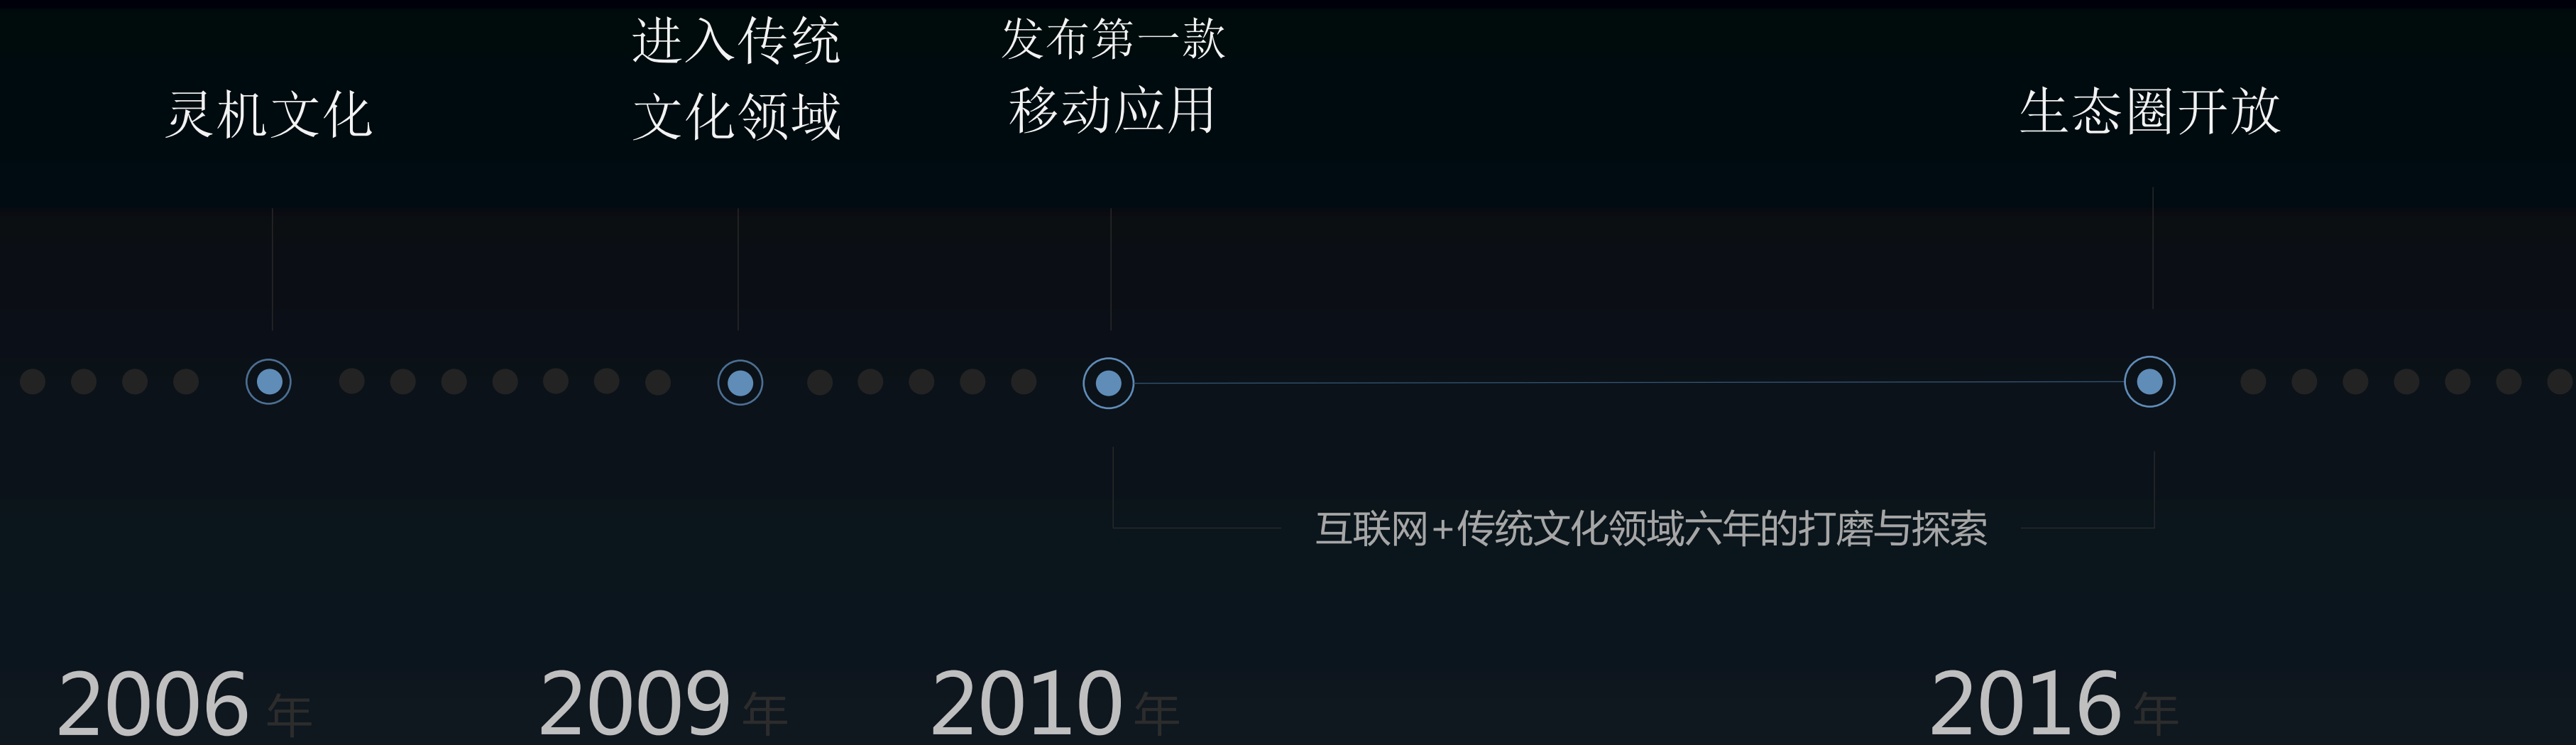 灵机文化
进入传统
文化领域
发布第一款
移动应用
生态圈开放
互联网+传统文化领域六年的打磨与探索
2006 年
2009 年
2010 年
2016 年